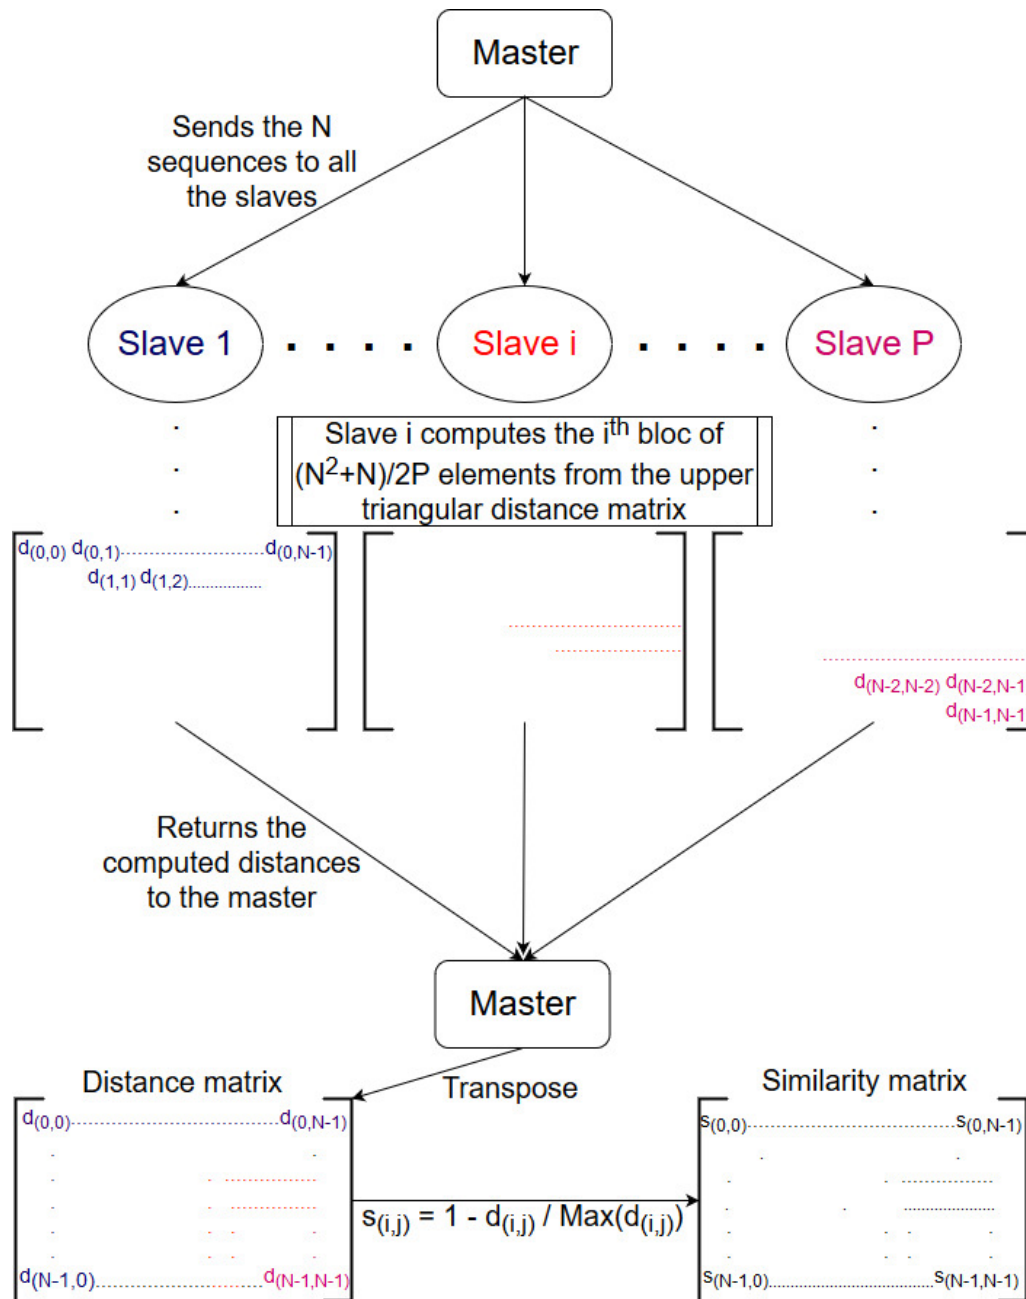 Master
Sends the N
sequences to all
the slaves
Slave 1 . . . . Slave i . . . . Slave P
Slave i computes the i^th bloc of
(N^2+N)/2P elements from the upper
triangular distance matrix
d(0,0) d(0,1)........................d(0,N-1)
d(1,1) d(1,2)..................
d(N-2,N-2) d(N-2,N-1
d(N-1,N-1
Returns the
computed distances
to the master
Master
Transpose
Distance matrix
d(0,0)........................d(0,N-1)
d(N-1,0)........................d(N-1,N-1)
s(i,j) = 1 - d(i,j) / Max(d(i,j))
Similarity matrix
s(0,0)........................s(0,N-1)
s(N-1,0)........................s(N-1,N-1)